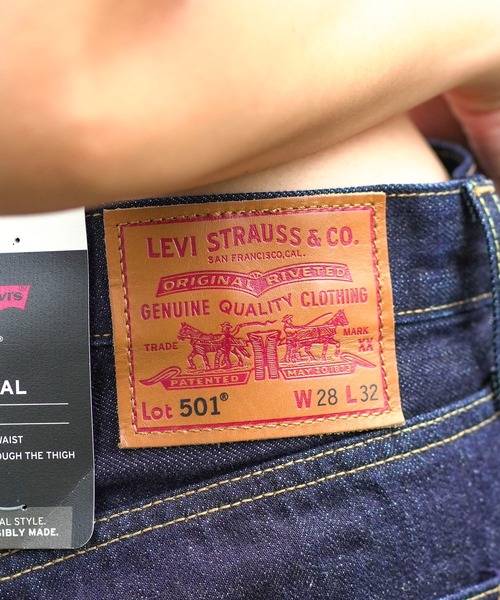 LEVI STRAUSS & CO.
SAN FRANCISCO, CAL.
ORIGINAL RIVETED
GENUINE QUALITY CLOTHING
TRADE MARK
XX
PATENTED MAY 20 1873
Lot 501® W 28 L 32
®
AL
WAIST
OUGH THE THIGH
AL STYLE.
SIBLY MADE.